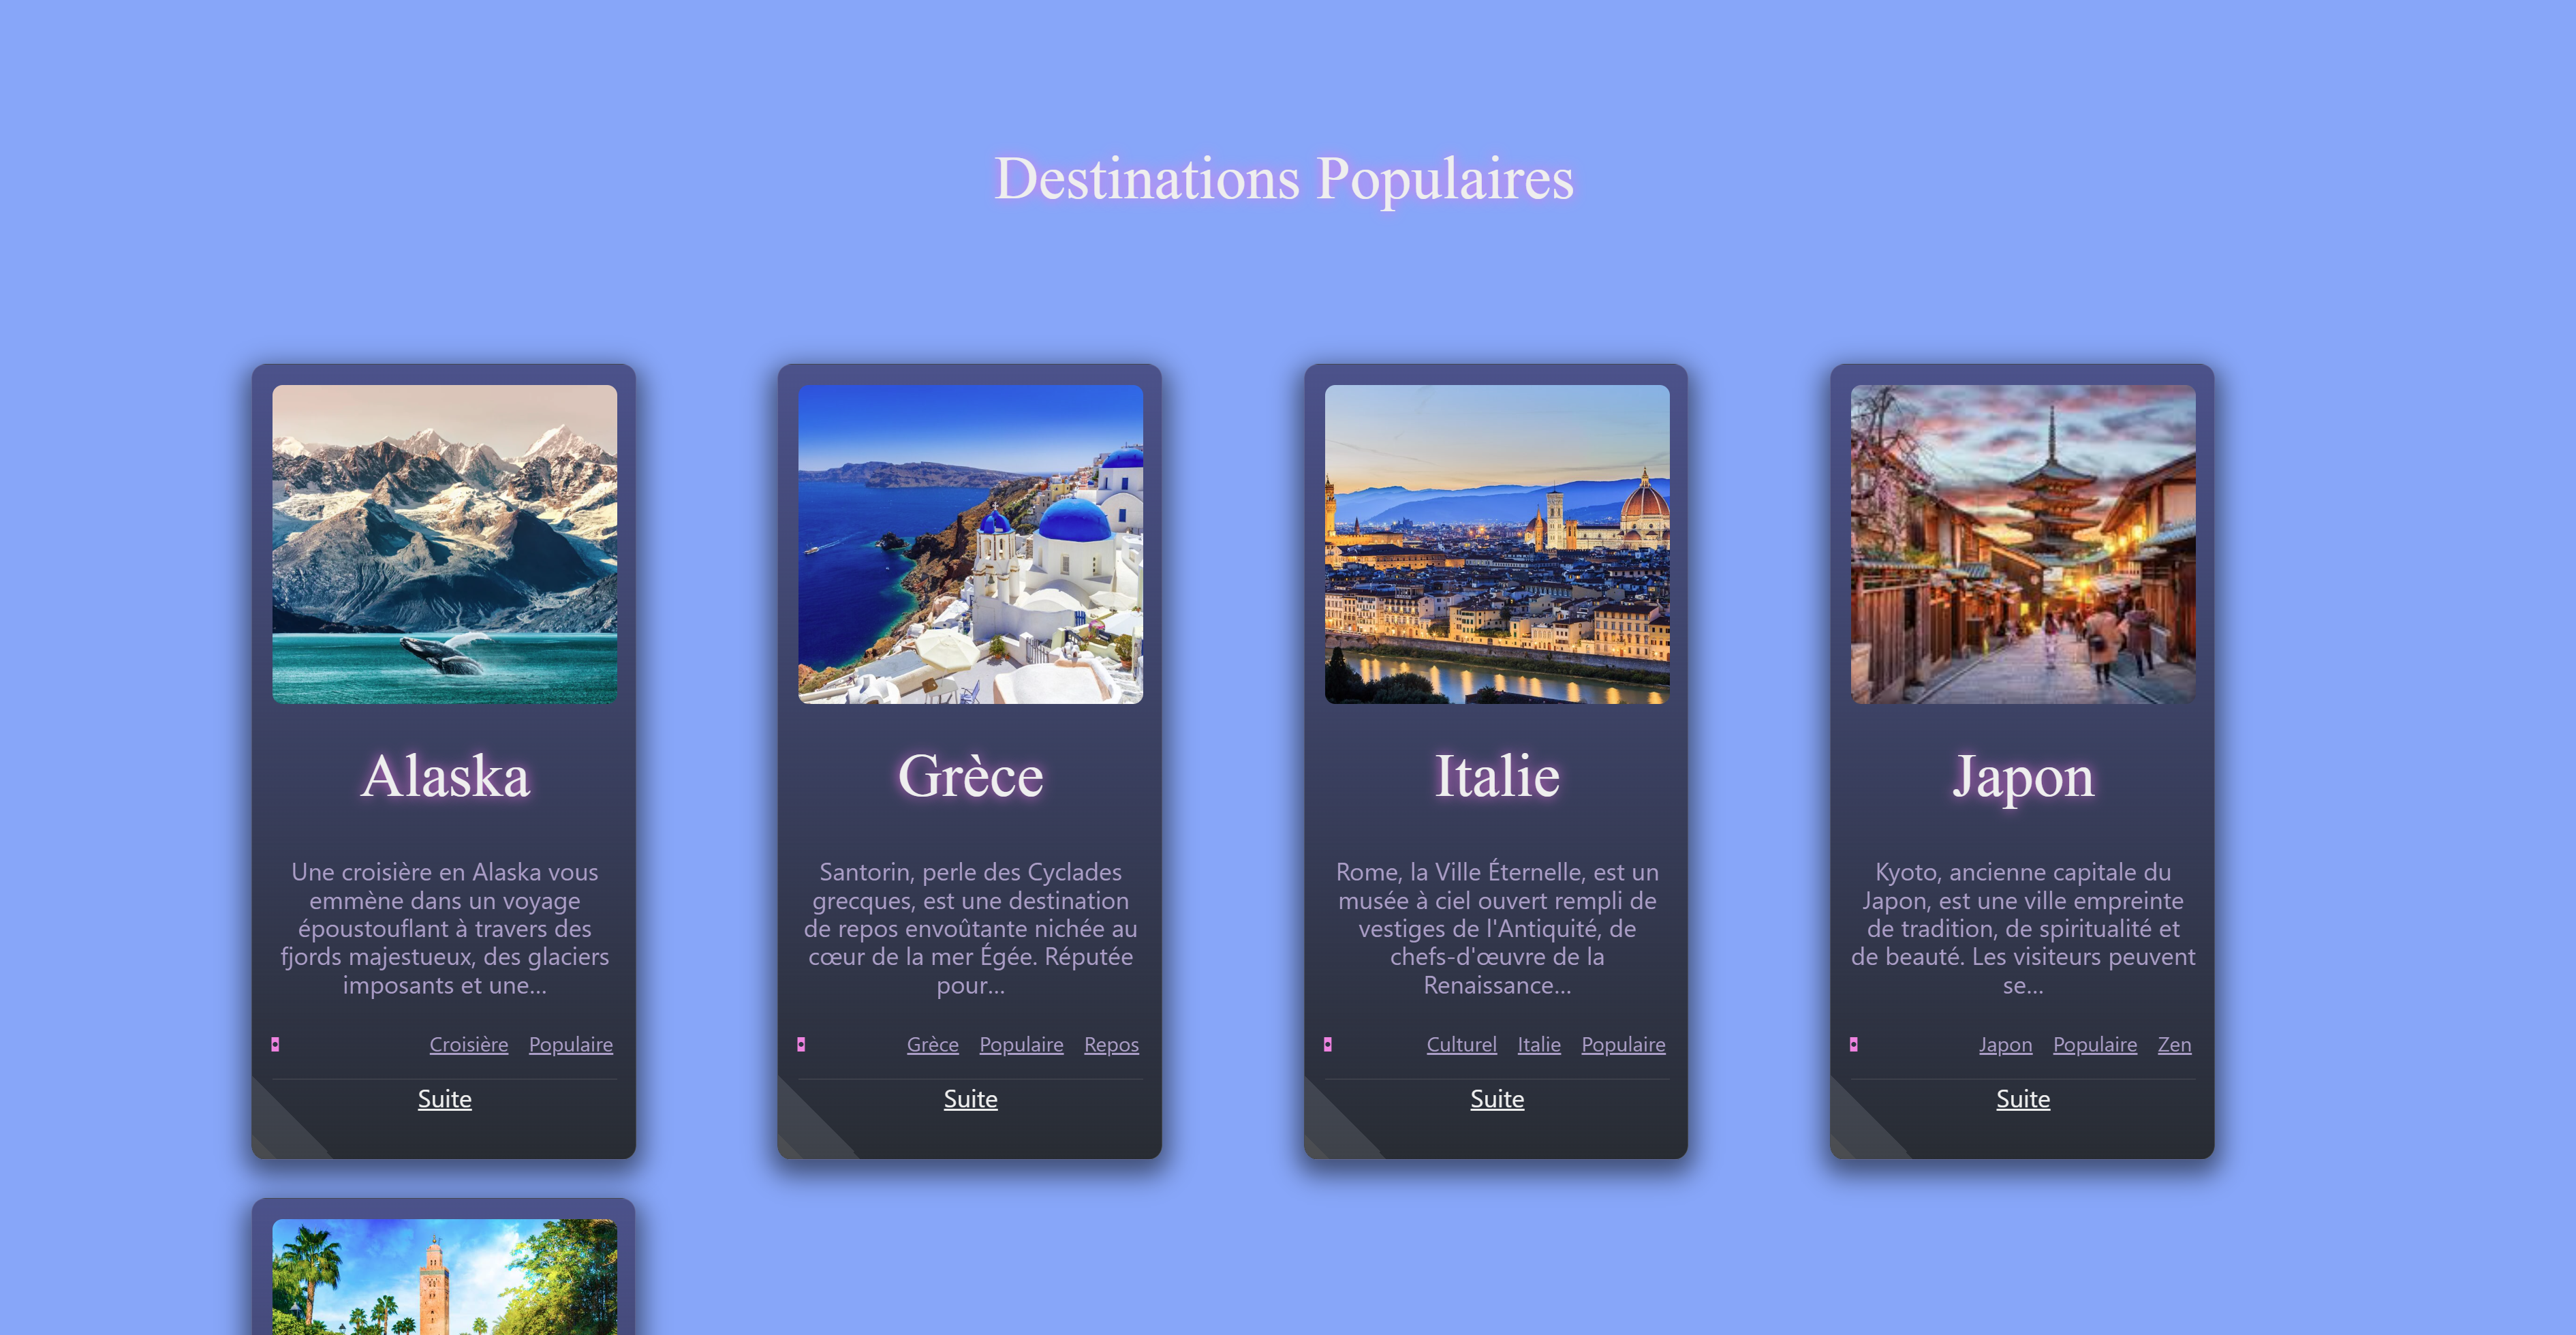 Destinations Populaires
Alaska
Une croisière en Alaska vous
emmène dans un voyage
époustouflant à travers des
fjords majestueux, des glaciers
imposants et une...
Croisière Populaire
Suite
Grèce
Santorin, perle des Cyclades
grecques, est une destination
de repos envoûtante nichée au
cœur de la mer Égée. Réputée
pour...
Grèce Populaire Repos
Suite
Italie
Rome, la Ville Éternelle, est un
musée à ciel ouvert rempli de
vestiges de l'Antiquité, de
chefs-d'œuvre de la
Renaissance...
Culturel Italie Populaire
Suite
Japon
Kyoto, ancienne capitale du
Japon, est une ville empreinte
de tradition, de spiritualité et
de beauté. Les visiteurs peuvent
se...
Japon Populaire Zen
Suite